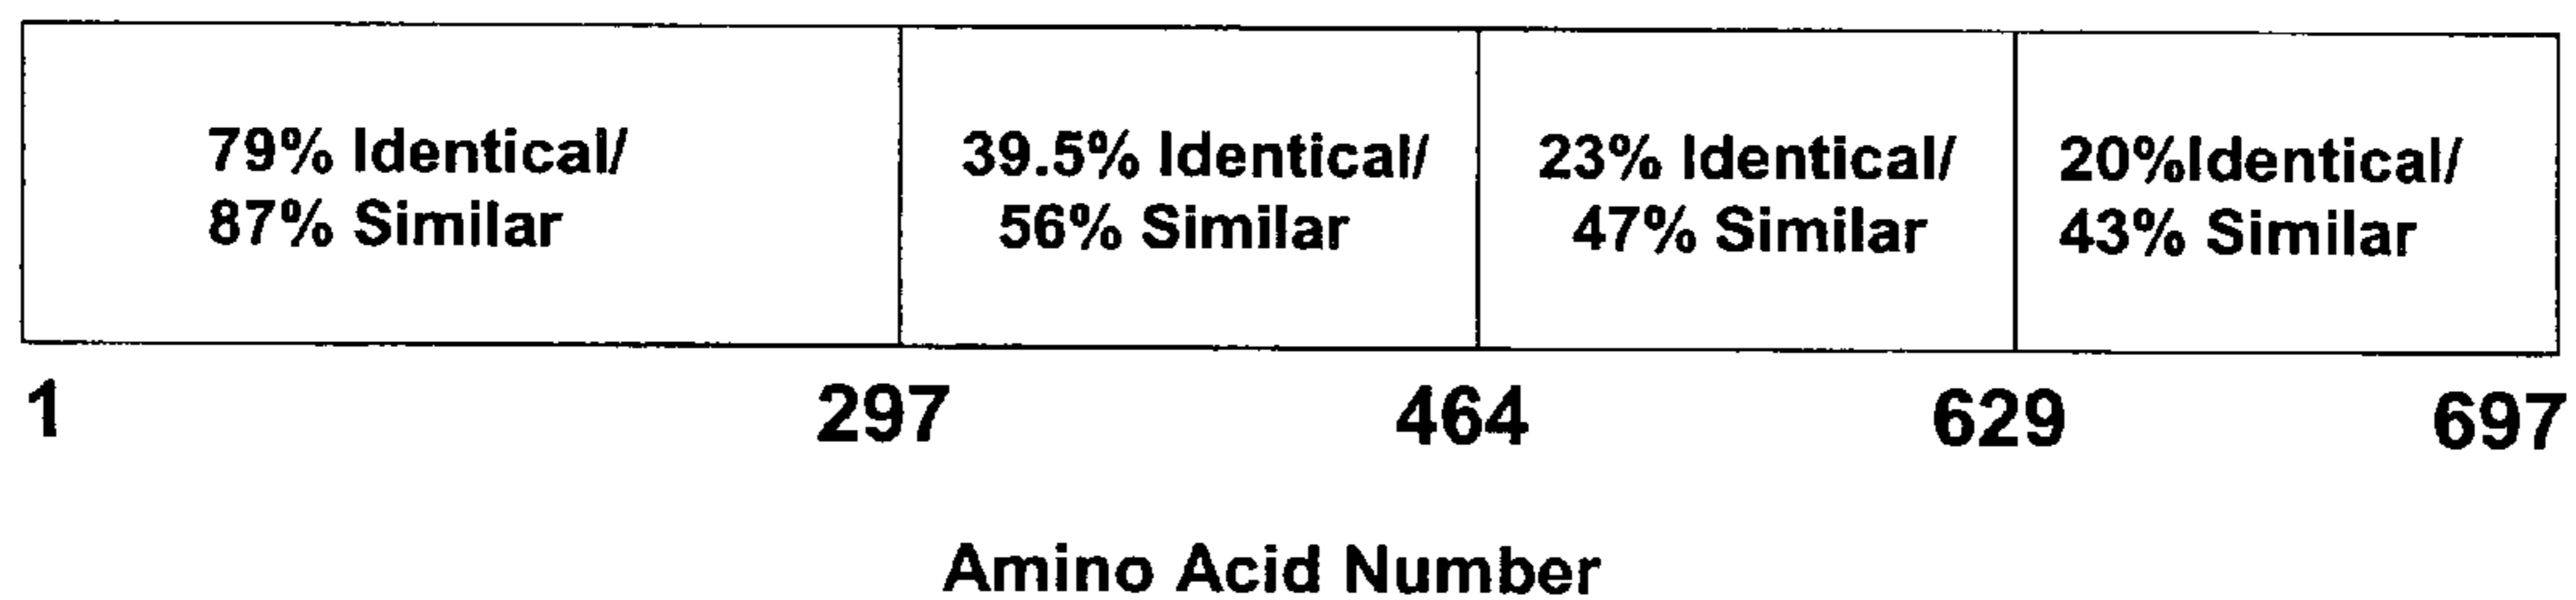 79% Identical/
87% Similar
39.5% Identical/
56% Similar
23% Identical/
47% Similar
20%Identical/
43% Similar
1 297 464 629 697
Amino Acid Number